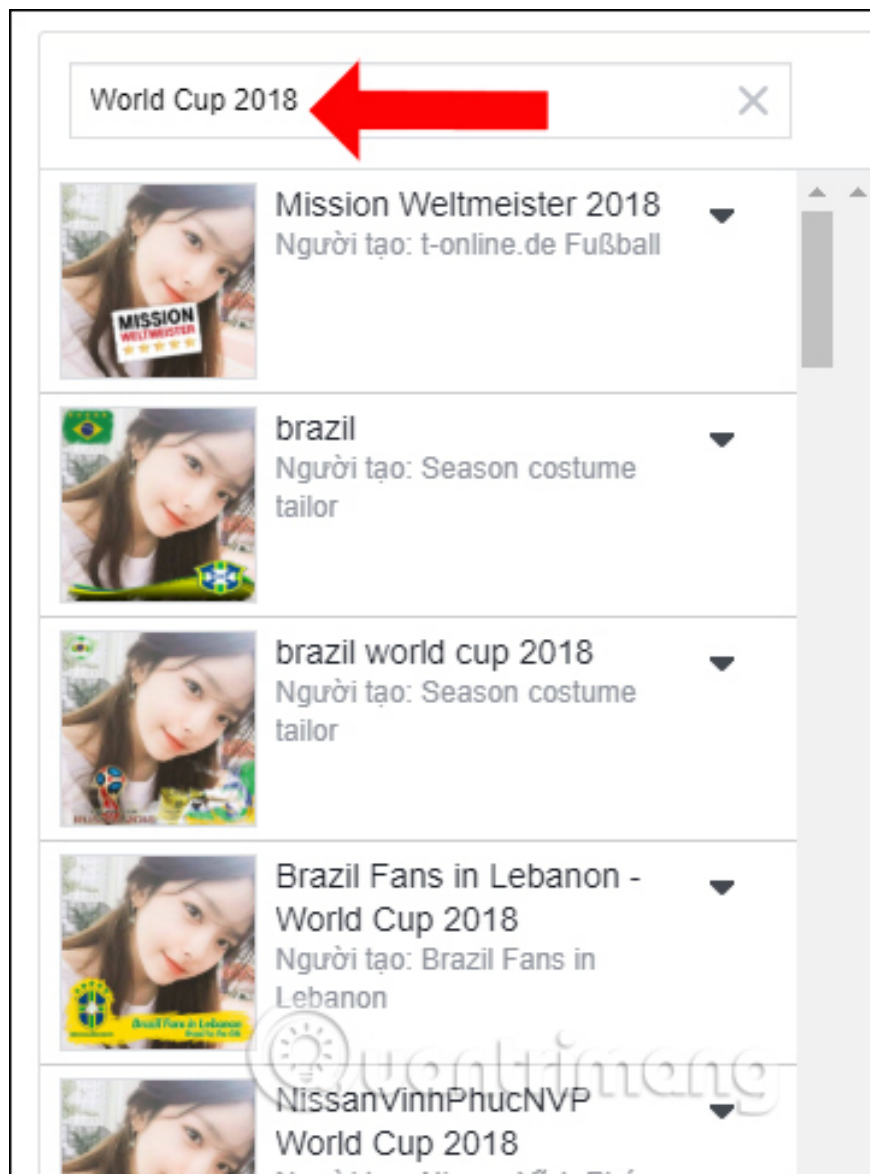 World Cup 2018
Mission Weltmeister 2018
Người tạo: t-online.de Fußball
MISSION
WELTMEISTER
brazil
Người tạo: Season costume
tailor
brazil world cup 2018
Người tạo: Season costume
tailor
Brazil Fans in Lebanon -
World Cup 2018
Người tạo: Brazil Fans in
Lebanon
Brazil Fans in Lebanon
Quantrimang
NissanVinhPhucNVP
World Cup 2018